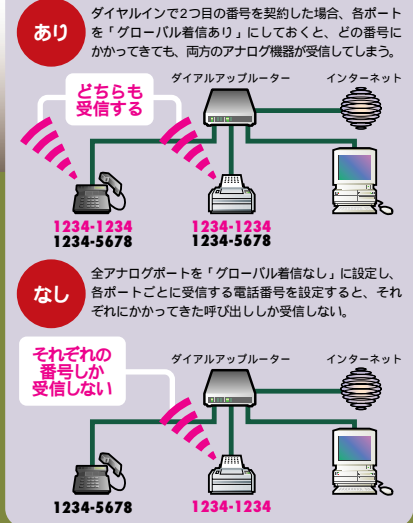 あり
ダイヤルインで2つ目の番号を契約した場合、各ポート
を「グローバル着信あり」にしておくと、どの番号に
かかってきても、両方のアナログ機器が受信してしまう。
どちらも
受信する
ダイアルアップルーター
インターネット
1234-1234
1234-5678
1234-1234
1234-5678
なし
全アナログポートを「グローバル着信なし」に設定し、
各ポートごとに受信する電話番号を設定すると、それ
ぞれにかかってきた呼び出ししか受信しない。
それぞれの
番号しか
受信しない
ダイアルアップルーター
インターネット
1234-5678
1234-1234